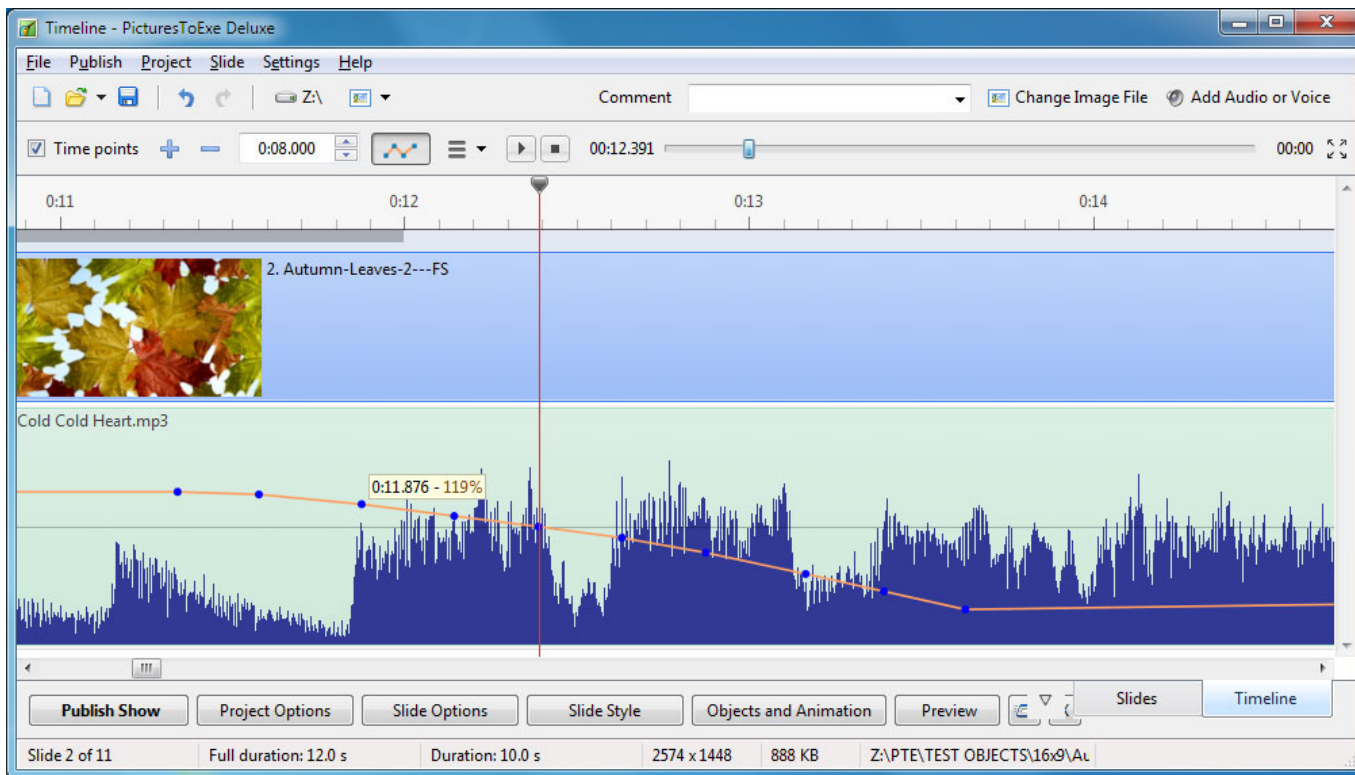 Timeline - PicturesToExe Deluxe
File Publish Project Slide Settings Help
Z:\ Comment Change Image File Add Audio or Voice
Time points 0:08.000 00:12.391 00:00
0:11 0:12 0:13 0:14
2. Autumn-Leaves-2---FS
Cold Cold Heart.mp3
0:11.876 - 119%
Publish Show Project Options Slide Options Slide Style Objects and Animation Preview Slides Timeline
Slide 2 of 11 Full duration: 12.0 s Duration: 10.0 s 2574 x 1448 888 KB Z:\PTE\TEST OBJECTS\16x9\Au